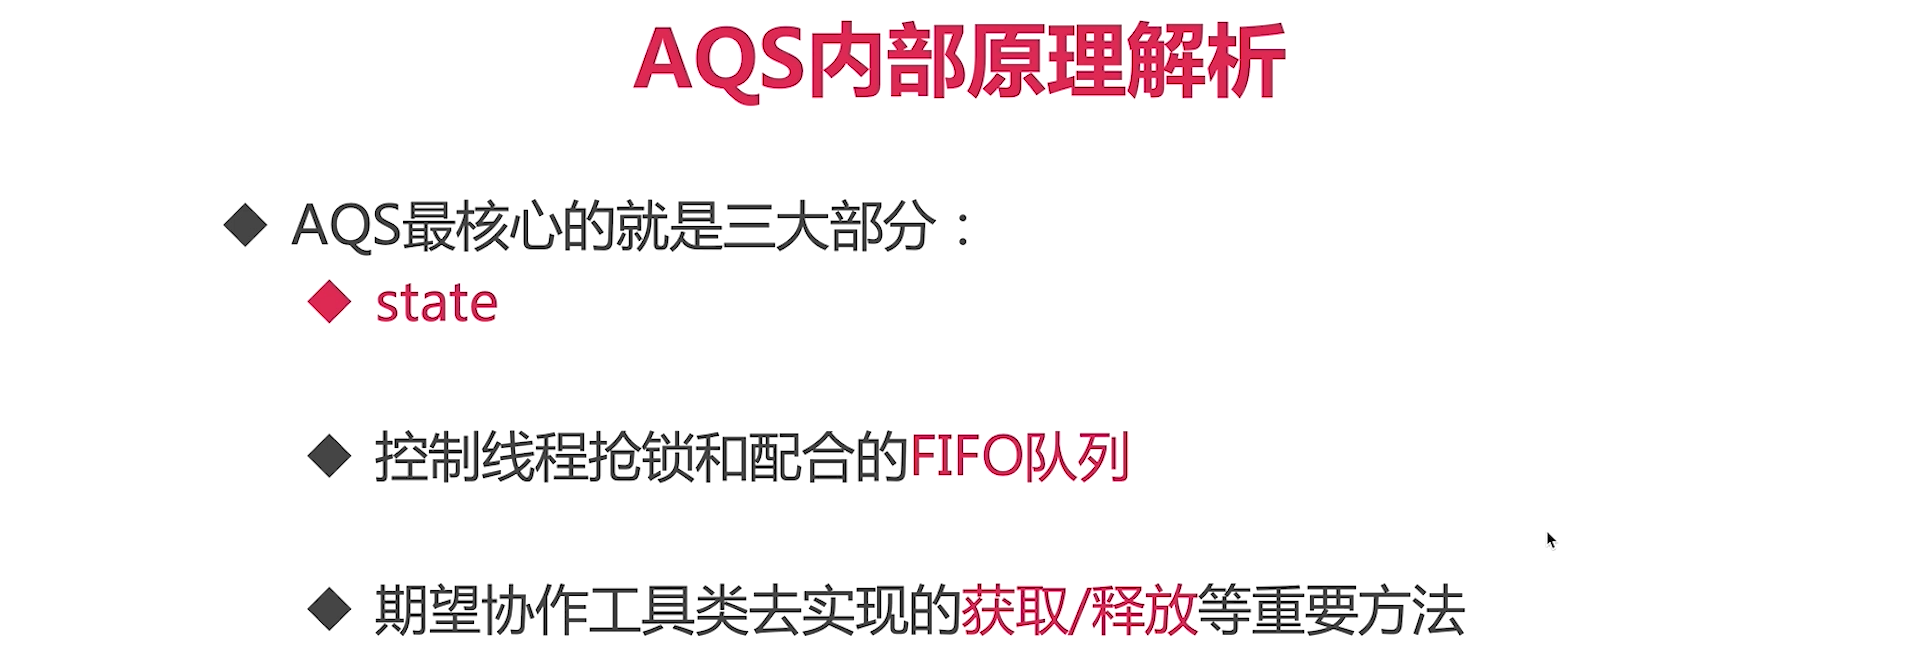 AQS内部原理解析
AQS最核心的就是三大部分：
state
控制线程抢锁和配合的FIFO队列
期望协作工具类去实现的获取/释放等重要方法